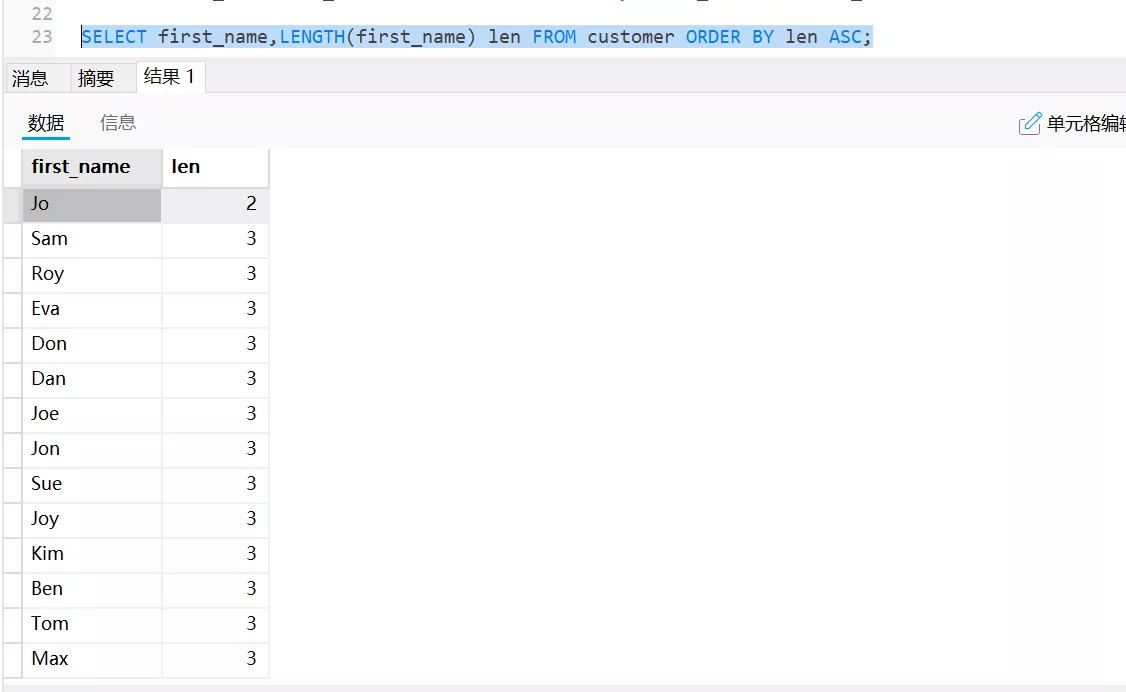 22
23 SELECT first_name,LENGTH(first_name) len FROM customer ORDER BY len ASC;
消息 摘要 结果 1
数据 信息 单元格编
first_name len
Jo 2
Sam 3
Roy 3
Eva 3
Don 3
Dan 3
Joe 3
Jon 3
Sue 3
Joy 3
Kim 3
Ben 3
Tom 3
Max 3